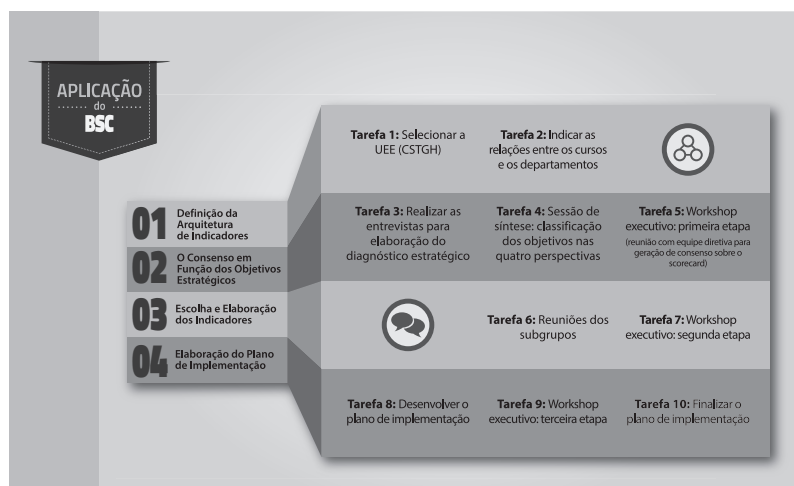 APLICAÇÃO
do
BSC
01
Definição da
Arquitetura
de Indicadores
02
O Consenso em
Função dos Objetivos
Estratégicos
03
Escolha e Elaboração
dos Indicadores
04
Elaboração do Plano
de Implementação
Tarefa 1: Selecionar a
UEE (CSTGH)
Tarefa 2: Indicar as
relações entre os cursos
e os departamentos
Tarefa 3: Realizar as
entrevistas para
elaboração do
diagnóstico estratégico
Tarefa 4: Sessão de
síntese: classificação
dos objetivos nas
quatro perspectivas
Tarefa 5: Workshop
executivo: primeira etapa
(reunião com equipe diretiva para
geração de consenso sobre o
scorecard)
Tarefa 6: Reuniões dos
subgrupos
Tarefa 7: Workshop
executivo: segunda etapa
Tarefa 8: Desenvolver o
plano de implementação
Tarefa 9: Workshop
executivo: terceira etapa
Tarefa 10: Finalizar o
plano de implementação